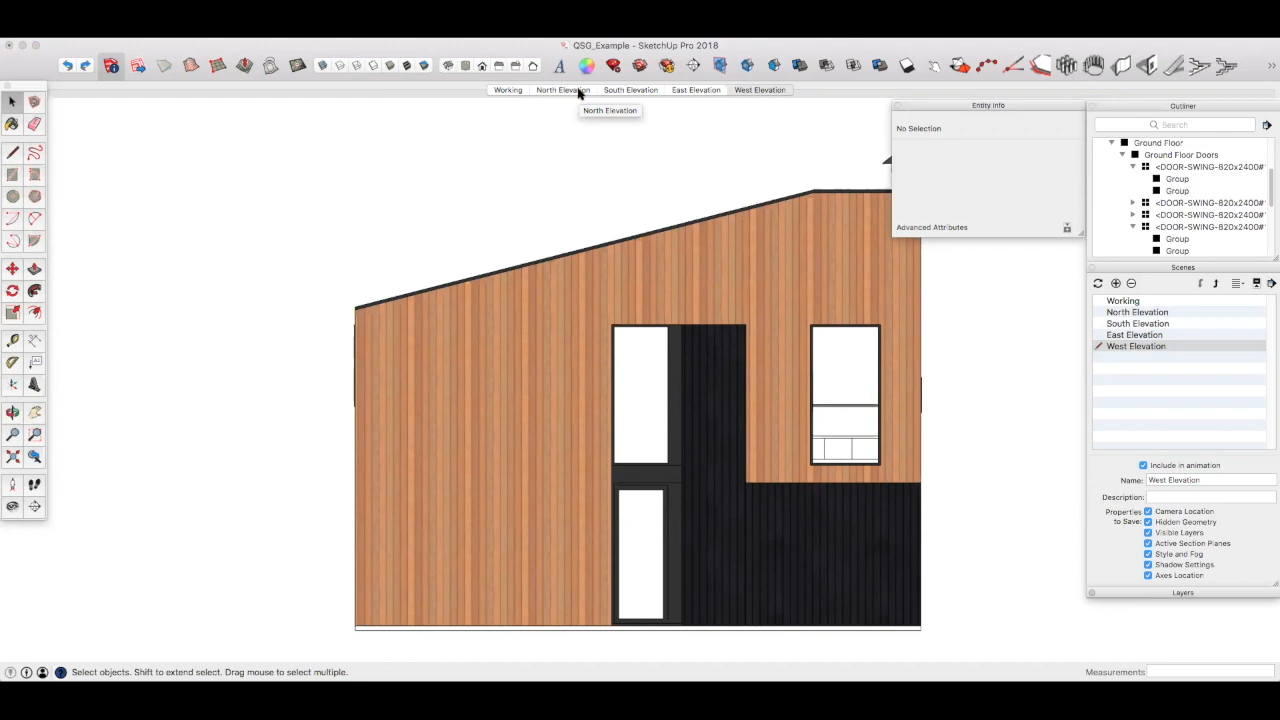 QSG_Example - SketchUp Pro 2018
Working
North Elevation
South Elevation
East Elevation
West Elevation
North Elevation
Entity Info
No Selection
Advanced Attributes
Outliner
Search
Ground Floor
Ground Floor Doors
<DOOR-SWING-820x2400#
Group
Group
<DOOR-SWING-820x2400#
<DOOR-SWING-820x2400#
<DOOR-SWING-820x2400#
Group
Group
Scenes
Working
North Elevation
South Elevation
East Elevation
West Elevation
Include in animation
Name: West Elevation
Description:
Properties to Save:
Camera Location
Hidden Geometry
Visible Layers
Active Section Planes
Style and Fog
Shadow Settings
Axes Location
Layers
Select objects. Shift to extend select. Drag mouse to select multiple.
Measurements